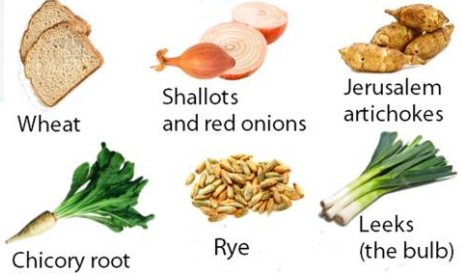 Wheat
Shallots
and red onions
Jerusalem
artichokes
Chicory root
Rye
Leeks
(the bulb)